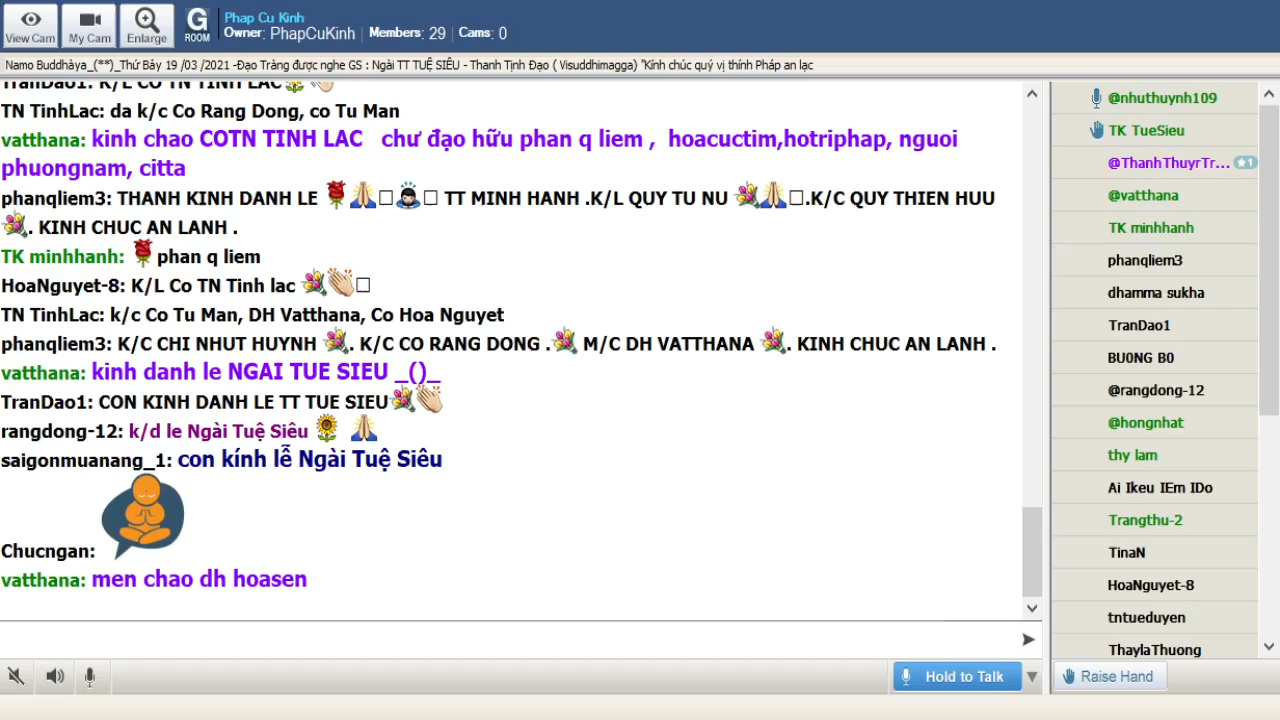 View Cam
My Cam
Enlarge
G
ROOM
Phap Cu Kinh
Owner: PhapCuKinh | Members: 29 | Cams: 0
Namo Buddhàya_(**)_Thứ Bảy 19 /03 /2021 -Đạo Tràng được nghe GS : Ngài TT TUỆ SIÊU - Thanh Tịnh Đạo ( Visuddhimagga) "Kính chúc quý vị thính Pháp an lạc
TranDao1: K/L CO TN TINH LAC
TN TinhLac: da k/c Co Rang Dong, co Tu Man
vatthana: kinh chao COTN TINH LAC chư đạo hữu phan q liem , hoacuctim,hotriphap, nguoi
phuongnam, citta
phanqliem3: THANH KINH DANH LE 🌹🙏 TT MINH HANH .K/L QUY TU NU 💐🙏.K/C QUY THIEN HUU
💐. KINH CHUC AN LANH .
TK minhhanh: 🌹phan q liem
HoaNguyet-8: K/L Co TN Tinh lac 💐👏
TN TinhLac: k/c Co Tu Man, DH Vatthana, Co Hoa Nguyet
phanqliem3: K/C CHI NHUT HUYNH 💐. K/C CO RANG DONG .💐 M/C DH VATTHANA 💐. KINH CHUC AN LANH .
vatthana: kinh danh le NGAI TUE SIEU _()_
TranDao1: CON KINH DANH LE TT TUE SIEU💐👏
rangdong-12: k/d le Ngài Tuệ Siêu 🌻 🙏
saigonmuanang_1: con kính lễ Ngài Tuệ Siêu
Chucngan:
vatthana: men chao dh hoasen
Hold to Talk
@nhuthuynh109
TK TueSieu
@ThanhThuyrTr... ★1
@vatthana
TK minhhanh
phanqliem3
dhamma sukha
TranDao1
BU0NG B0
@rangdong-12
@hongnhat
thy lam
Ai Ikeu IEm IDo
Trangthu-2
TinaN
HoaNguyet-8
tntueduyen
ThaylaThuong
Raise Hand